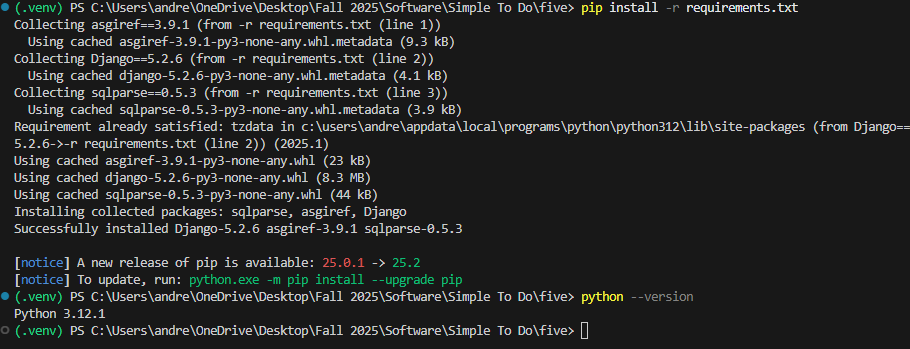 (.venv) PS C:\Users\andre\OneDrive\Desktop\Fall 2025\Software\Simple To Do\five> pip install -r requirements.txt
Collecting asgiref==3.9.1 (from -r requirements.txt (line 1))
  Using cached asgiref-3.9.1-py3-none-any.whl.metadata (9.3 kB)
Collecting Django==5.2.6 (from -r requirements.txt (line 2))
  Using cached django-5.2.6-py3-none-any.whl.metadata (4.1 kB)
Collecting sqlparse==0.5.3 (from -r requirements.txt (line 3))
  Using cached sqlparse-0.5.3-py3-none-any.whl.metadata (3.9 kB)
Requirement already satisfied: tzdata in c:\users\andre\appdata\local\programs\python\python312\lib\site-packages (from Django==
5.2.6->-r requirements.txt (line 2)) (2025.1)
Using cached asgiref-3.9.1-py3-none-any.whl (23 kB)
Using cached django-5.2.6-py3-none-any.whl (8.3 MB)
Using cached sqlparse-0.5.3-py3-none-any.whl (44 kB)
Installing collected packages: sqlparse, asgiref, Django
Successfully installed Django-5.2.6 asgiref-3.9.1 sqlparse-0.5.3
[notice] A new release of pip is available: 25.0.1 -> 25.2
[notice] To update, run: python.exe -m pip install --upgrade pip
(.venv) PS C:\Users\andre\OneDrive\Desktop\Fall 2025\Software\Simple To Do\five> python --version
Python 3.12.1
(.venv) PS C:\Users\andre\OneDrive\Desktop\Fall 2025\Software\Simple To Do\five>